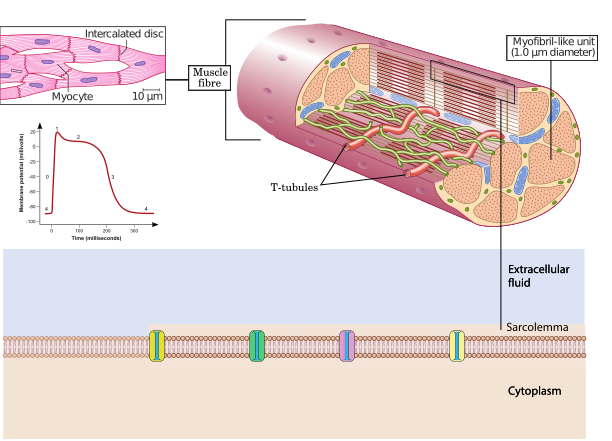 Intercalated disc
Myocyte
10 μm
Muscle
fibre
Myofibril-like unit
(1.0 μm diameter)
T-tubules
Membrane potential (millivolts)
20
0
-20
-40
-60
-80
-100
0
100
200
300
Time (milliseconds)
1
2
0
3
4
4
Extracellular
fluid
Sarcolemma
Cytoplasm